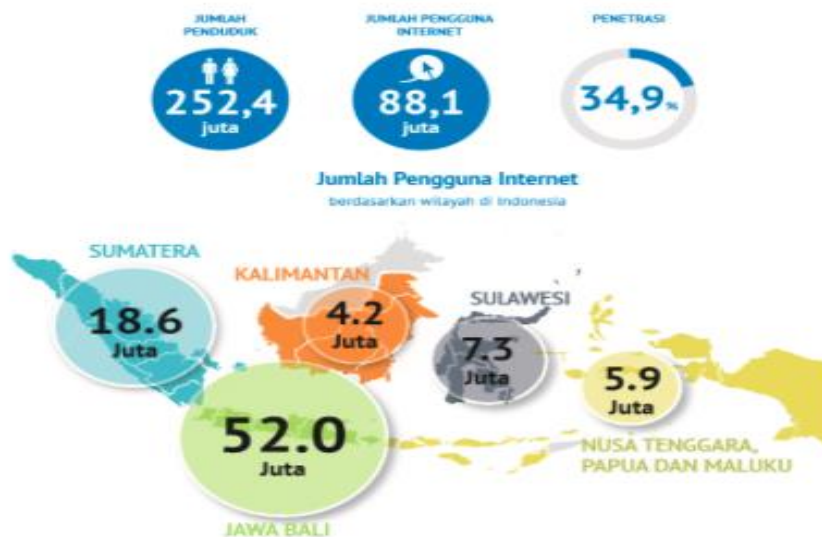 JUMLAH
PENDUDUK
252,4
juta
JUMLAH PENGGUNA
INTERNET
88,1
juta
PENETRASI
34,9%
Jumlah Pengguna Internet
berdasarkan wilayah di Indonesia
SUMATERA
18.6
Juta
KALIMANTAN
4.2
Juta
SULAWESI
7.3
Juta
5.9
Juta
NUSA TENGGARA,
PAPUA DAN MALUKU
52.0
Juta
JAWA BALI